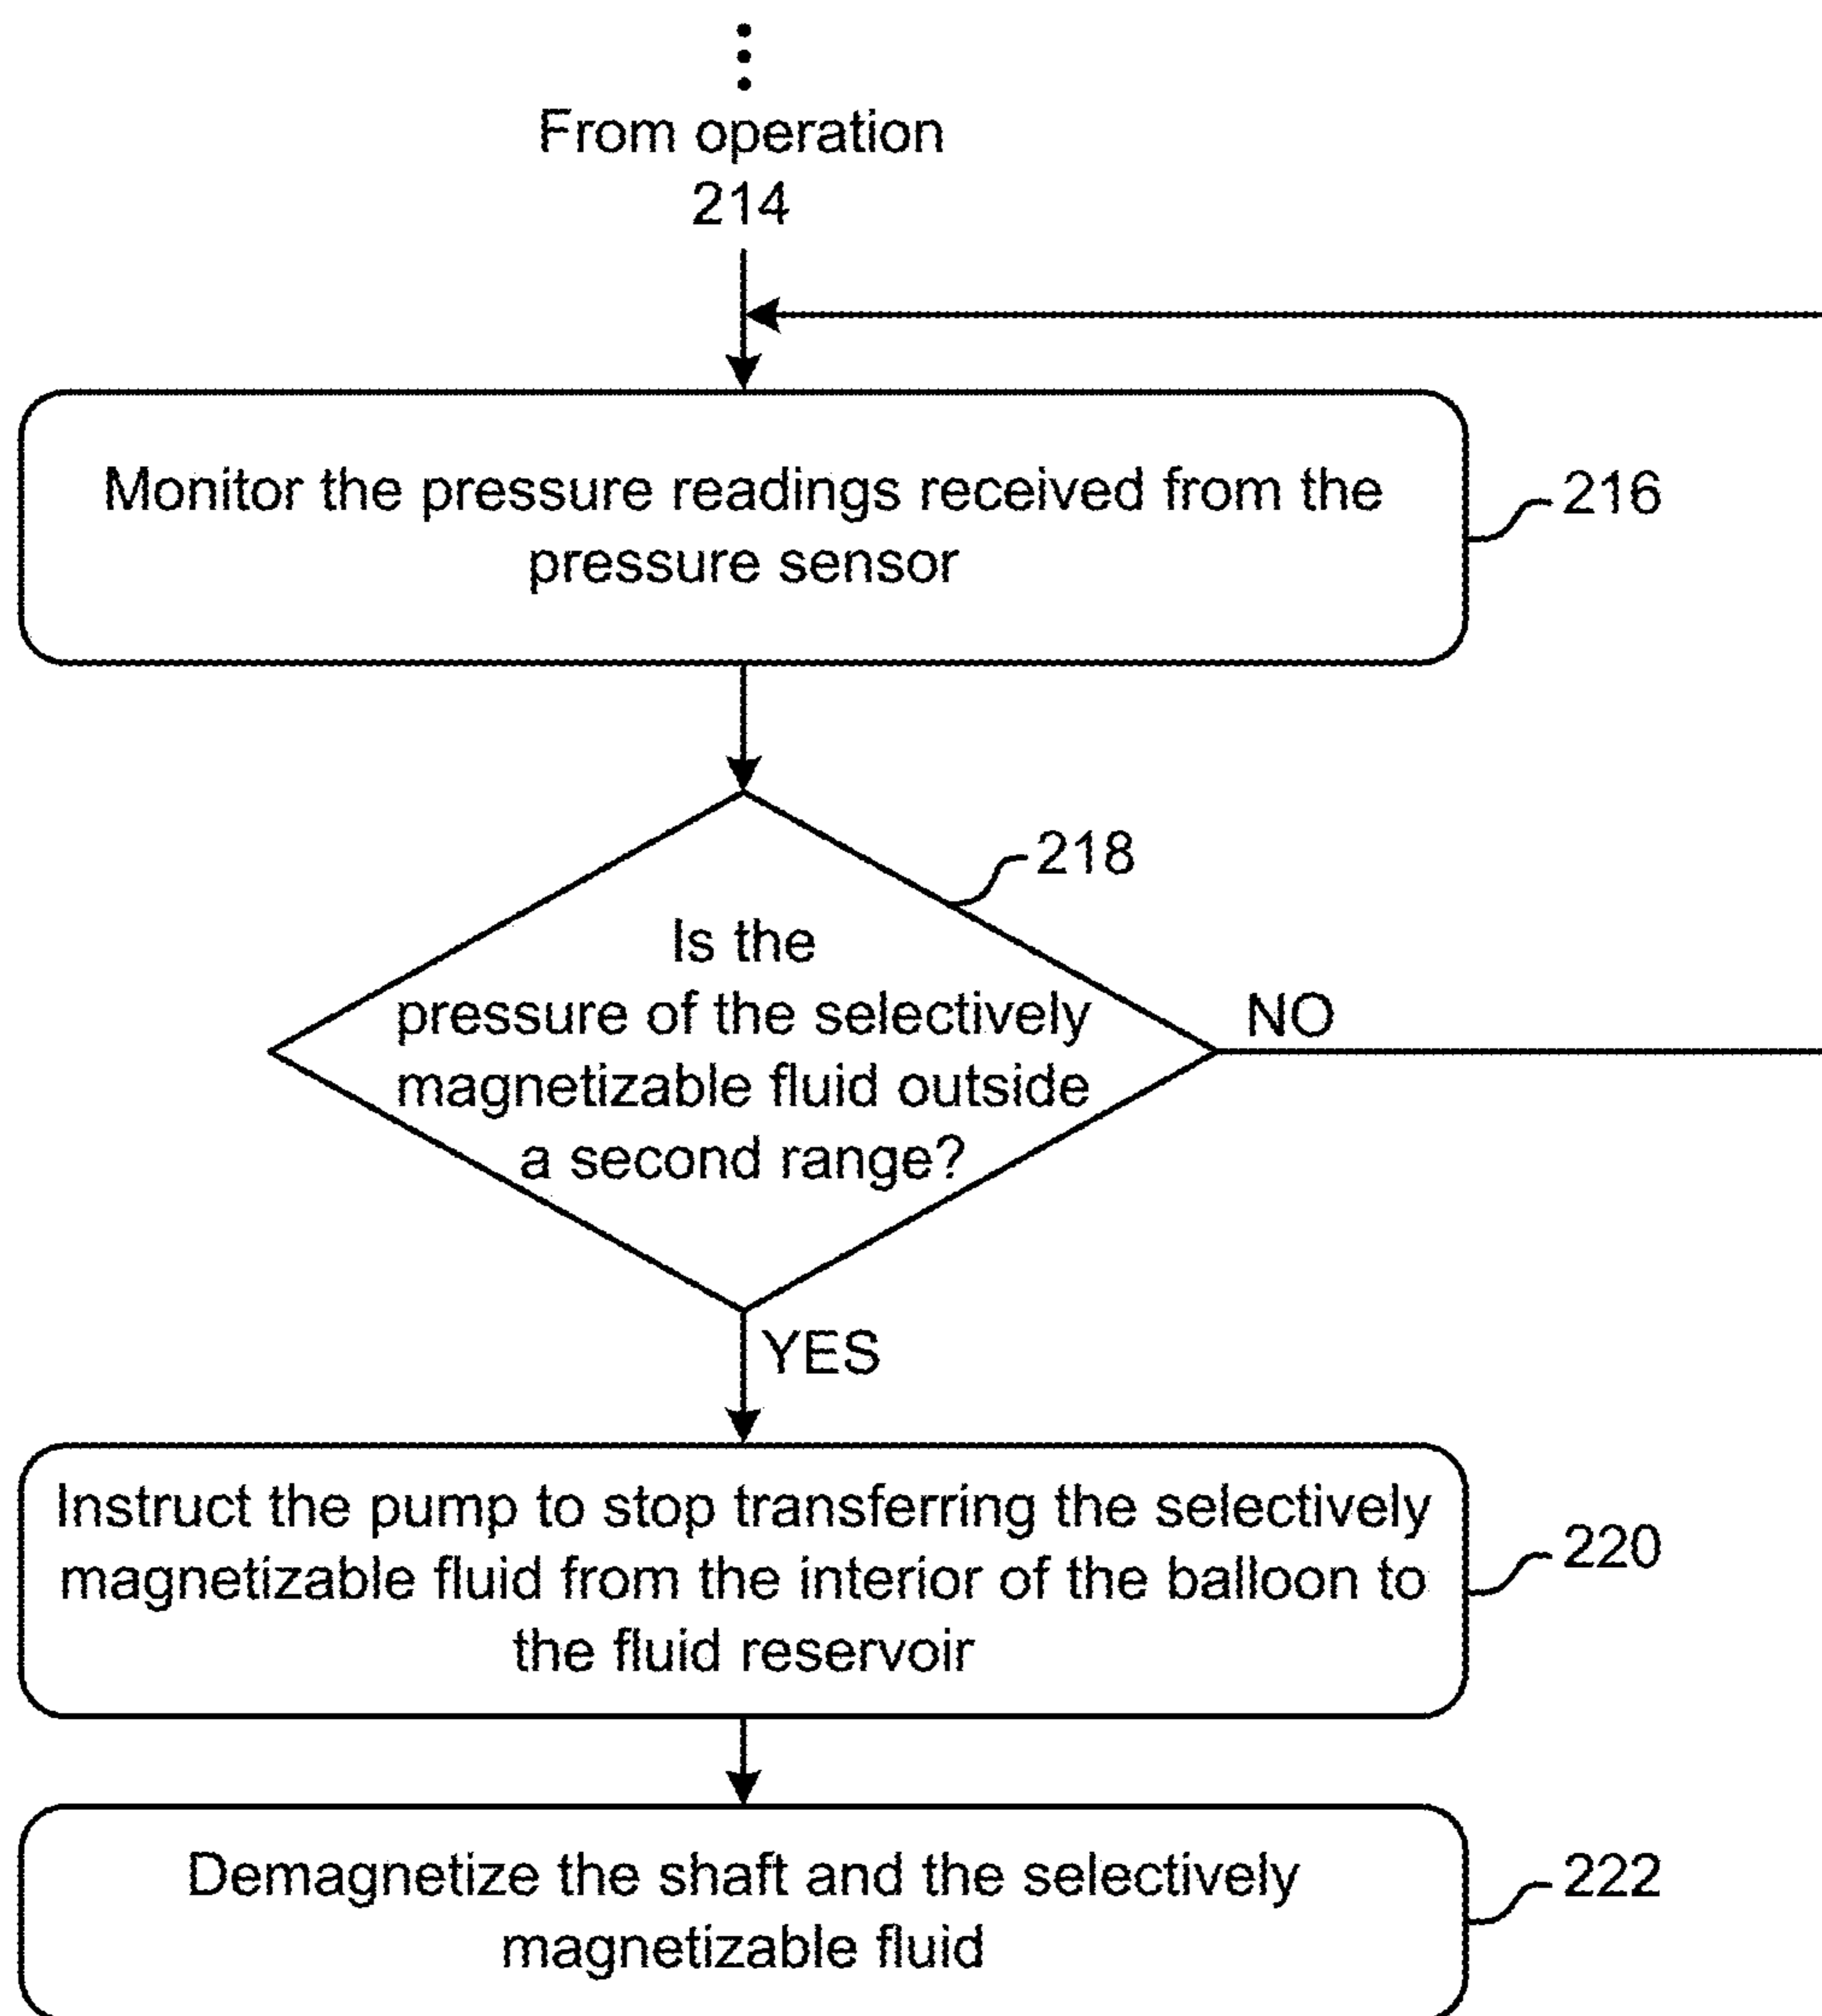 From operation
214
Monitor the pressure readings received from the
pressure sensor
216
218
Is the
pressure of the selectively
magnetizable fluid outside
a second range?
NO
YES
Instruct the pump to stop transferring the selectively
magnetizable fluid from the interior of the balloon to
the fluid reservoir
220
Demagnetize the shaft and the selectively
magnetizable fluid
222